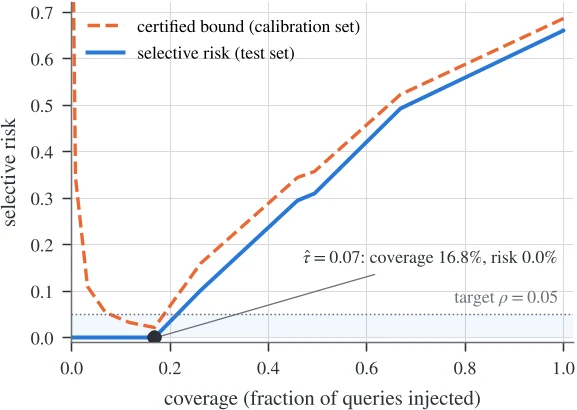 0.7
0.6
0.5
0.4
0.3
0.2
0.1
0.0
selective risk
certified bound (calibration set)
selective risk (test set)
τ̂ = 0.07: coverage 16.8%, risk 0.0%
target ρ = 0.05
0.0 0.2 0.4 0.6 0.8 1.0
coverage (fraction of queries injected)